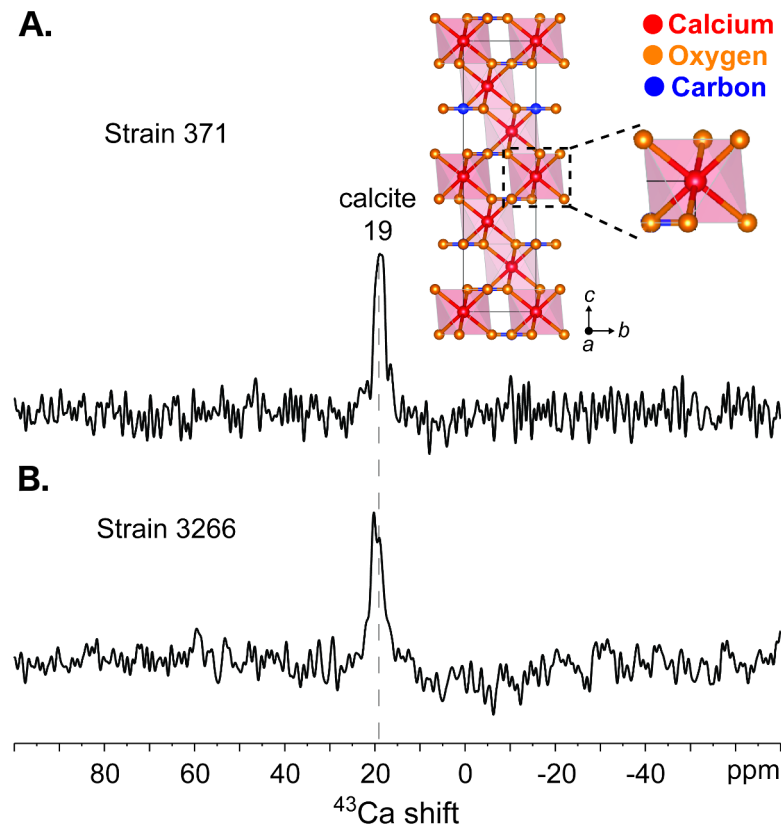 A.
Calcium
Oxygen
Carbon
Strain 371
calcite
19
c
b
a
B.
Strain 3266
80 60 40 20 0 -20 -40 ppm
⁴³Ca shift